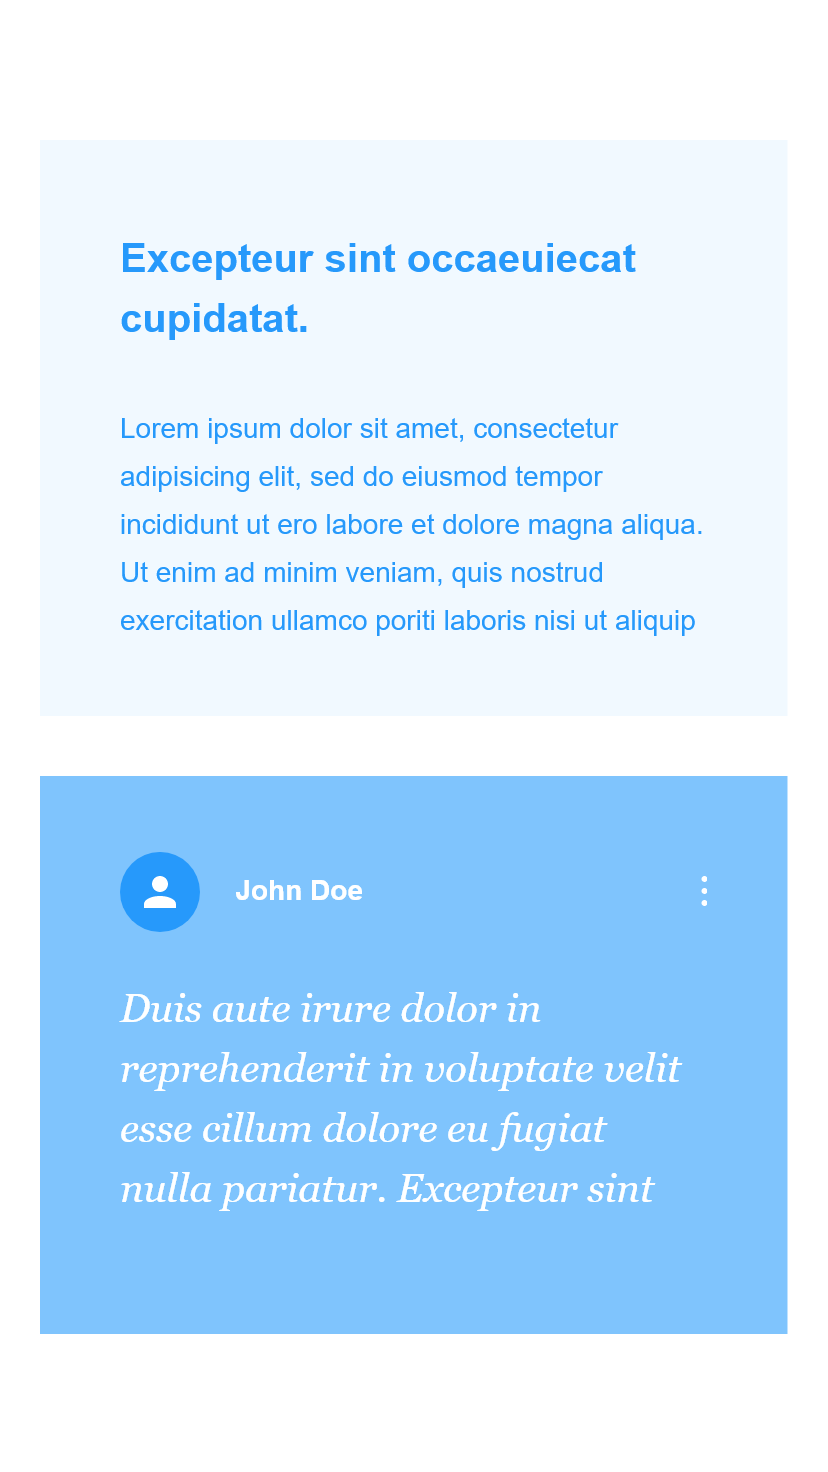 Excepteur sint occaeuiecat
cupidatat.
Lorem ipsum dolor sit amet, consectetur
adipisicing elit, sed do eiusmod tempor
incididunt ut ero labore et dolore magna aliqua.
Ut enim ad minim veniam, quis nostrud
exercitation ullamco poriti laboris nisi ut aliquip
John Doe
Duis aute irure dolor in
reprehenderit in voluptate velit
esse cillum dolore eu fugiat
nulla pariatur. Excepteur sint